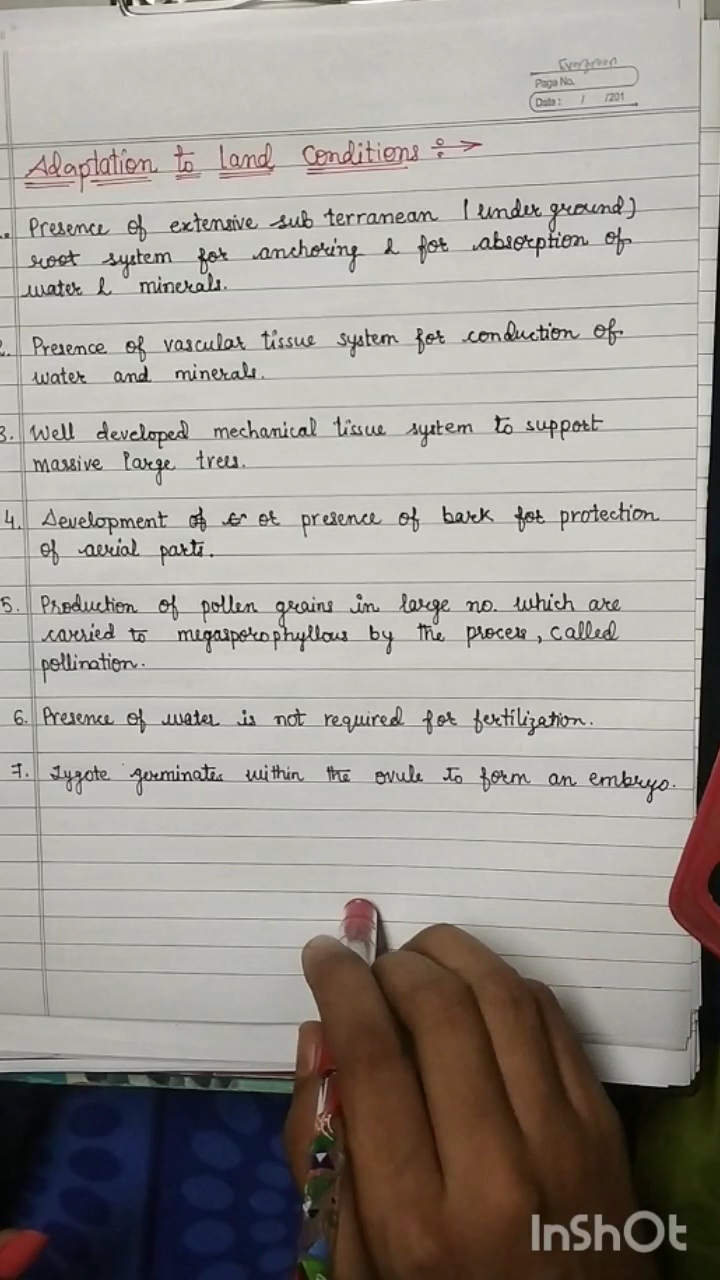 Evergreen
Page No.
Date: / /201
Adaptation to Land Conditions ÷ →
1. Presence of extensive sub terranean (under ground)
root system for anchoring & for absorption of
water & minerals.
2. Presence of vascular tissue system for conduction of
water and minerals.
3. Well developed mechanical tissue system to support
massive large trees.
4. Development of or presence of bark for protection
of aerial parts.
5. Production of pollen grains in large no. which are
carried to megasporophyllous by the process, called
pollination.
6. Presence of water is not required for fertilization.
7. Zygote germinates within the ovule to form an embryo.
InShOt